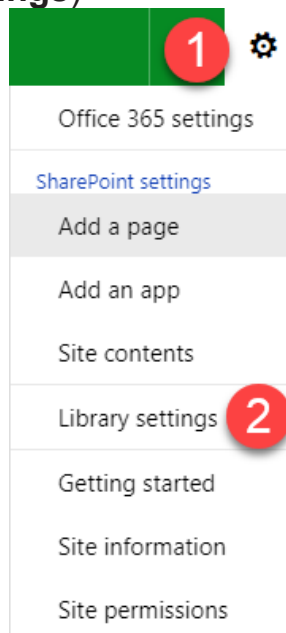 ngs)
1
Office 365 settings
SharePoint settings
Add a page
Add an app
Site contents
Library settings 2
Getting started
Site information
Site permissions